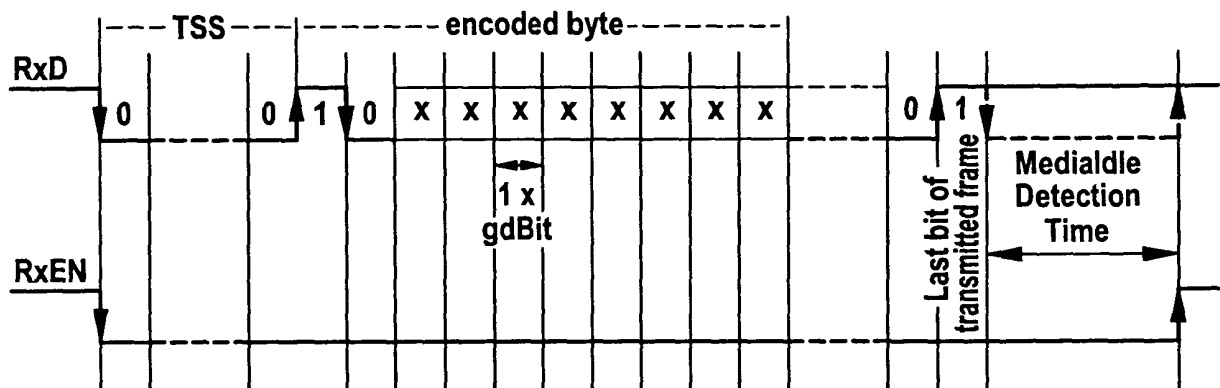 TSS
encoded byte
RxD
0 0 1 0 x x x x x x x x 0 1
1 x
gdBit
Last bit of
transmitted frame
MediaIdle
Detection
Time
RxEN